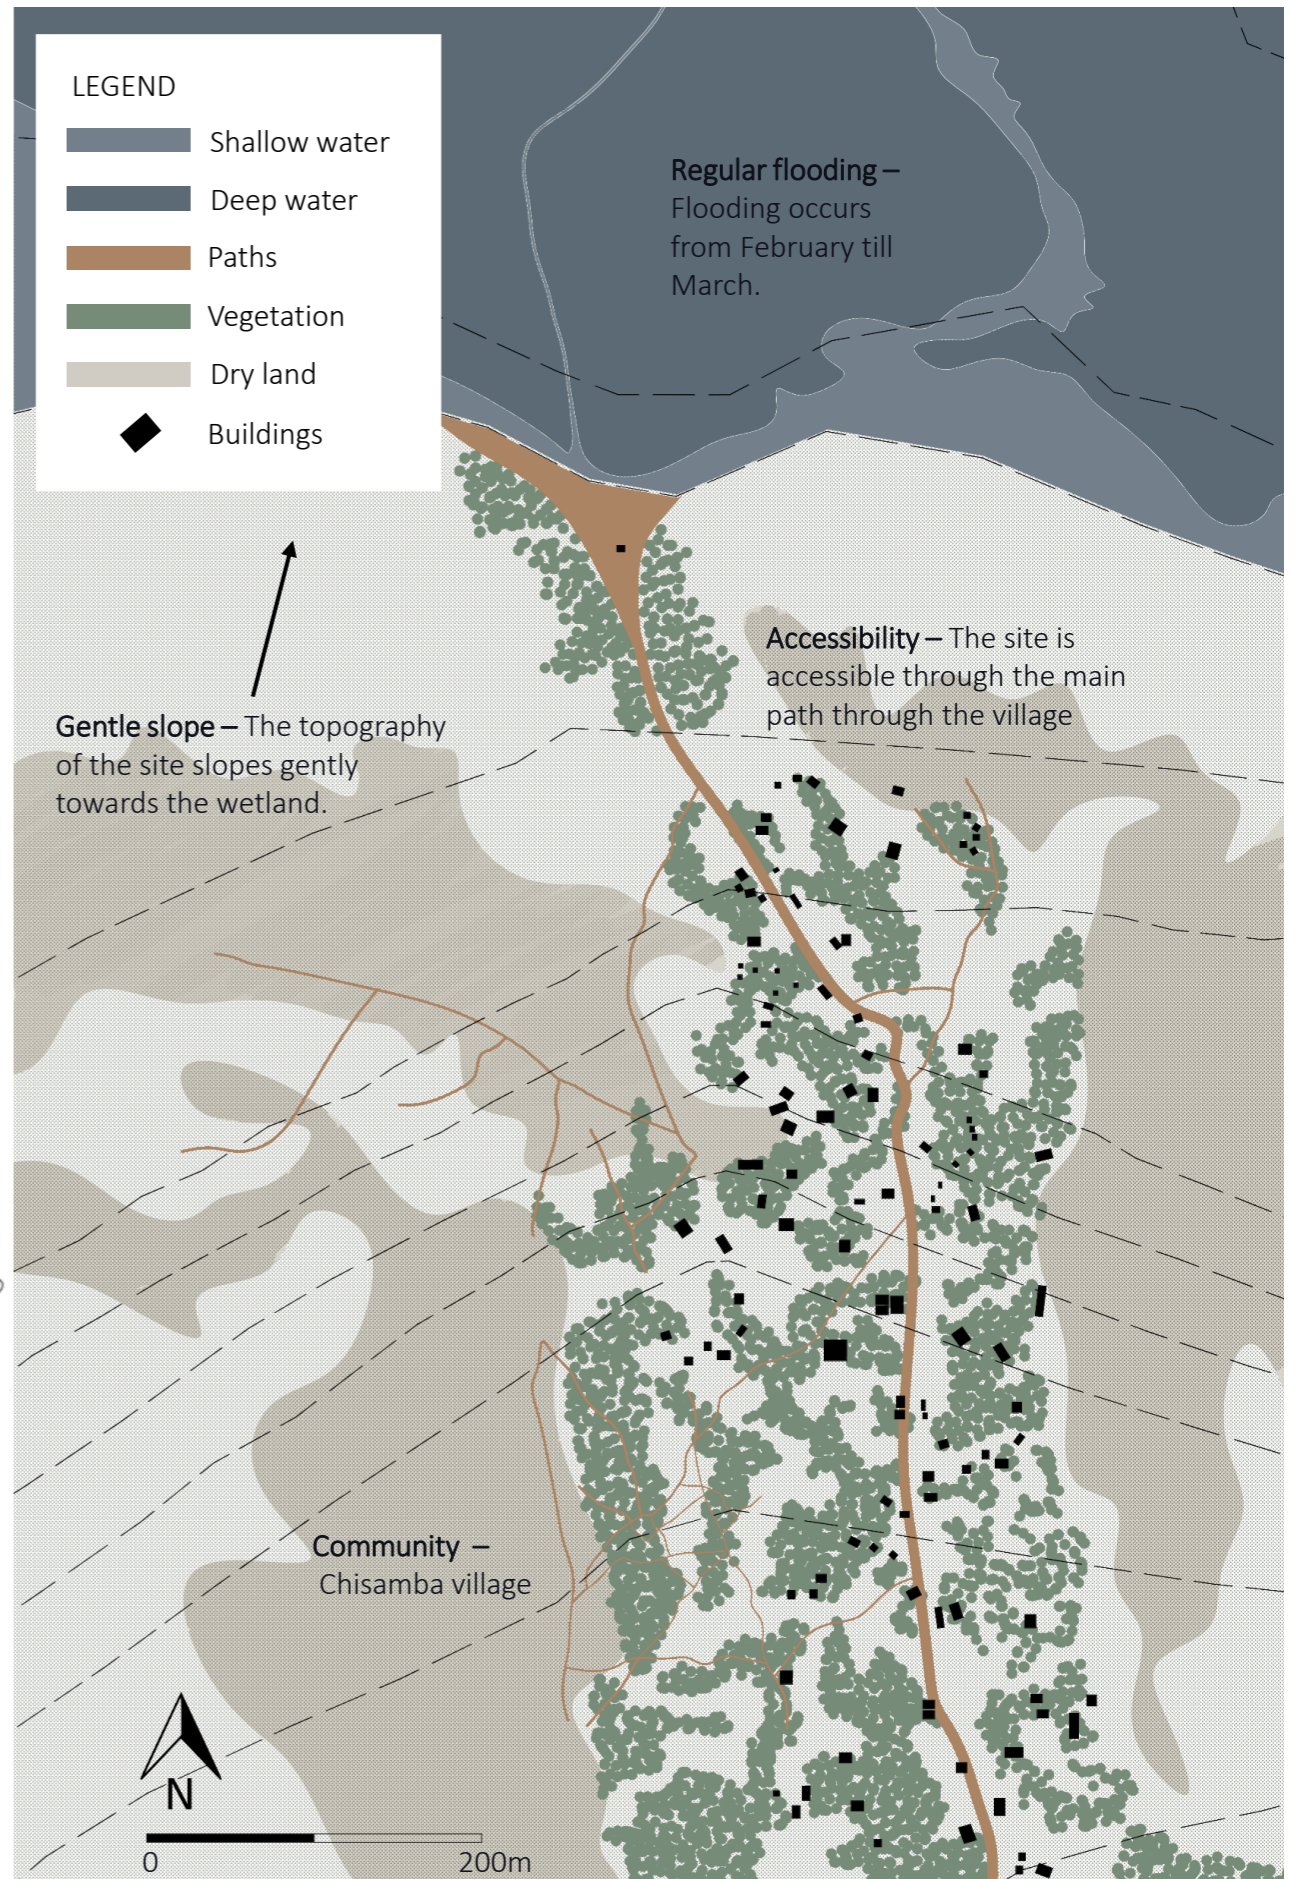 LEGEND
Shallow water
Deep water
Paths
Vegetation
Dry land
Buildings
Regular flooding –
Flooding occurs
from February till
March.
Accessibility – The site is
accessible through the main
path through the village
Gentle slope – The topography
of the site slopes gently
towards the wetland.
Community –
Chisamba village
N
0 200m